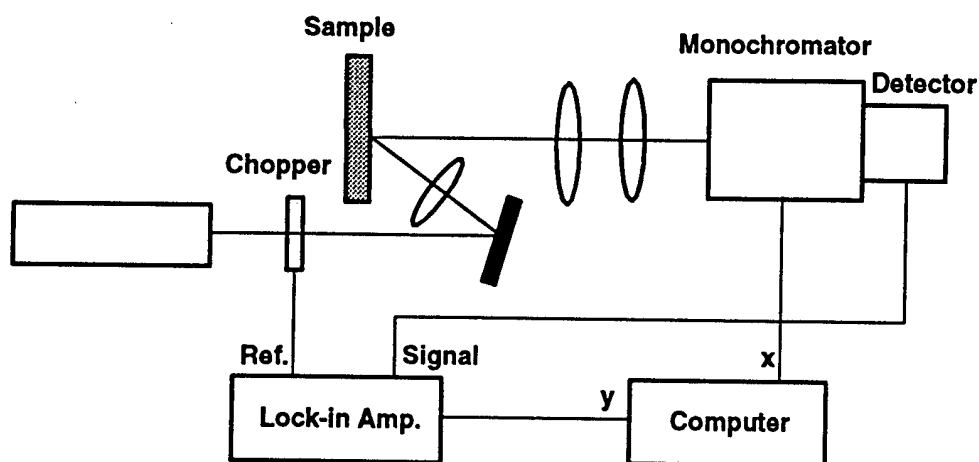 Sample
Monochromator
Detector
Chopper
Ref.
Signal
x
y
Lock-in Amp.
Computer